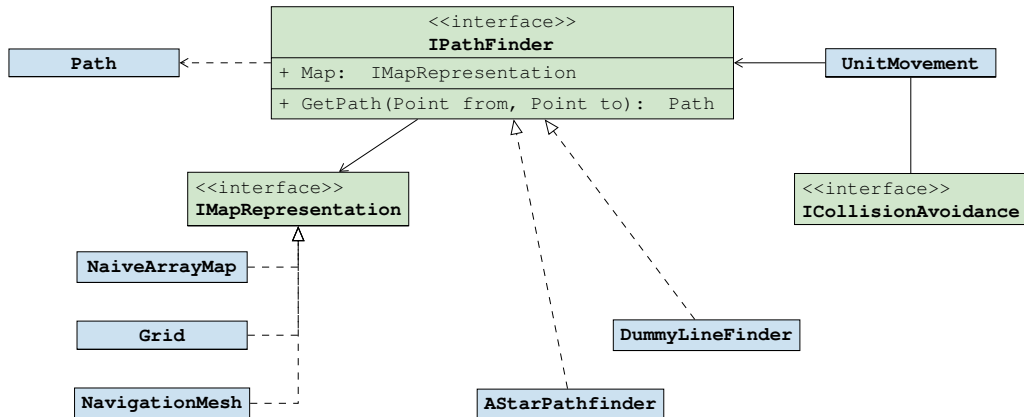 <<interface>>
IPathFinder
Path
+ Map: IMapRepresentation
UnitMovement
+ GetPath(Point from, Point to): Path
<<interface>>
IMapRepresentation
<<interface>>
ICollisionAvoidance
NaiveArrayMap
Grid
DummyLineFinder
NavigationMesh
AStarPathfinder